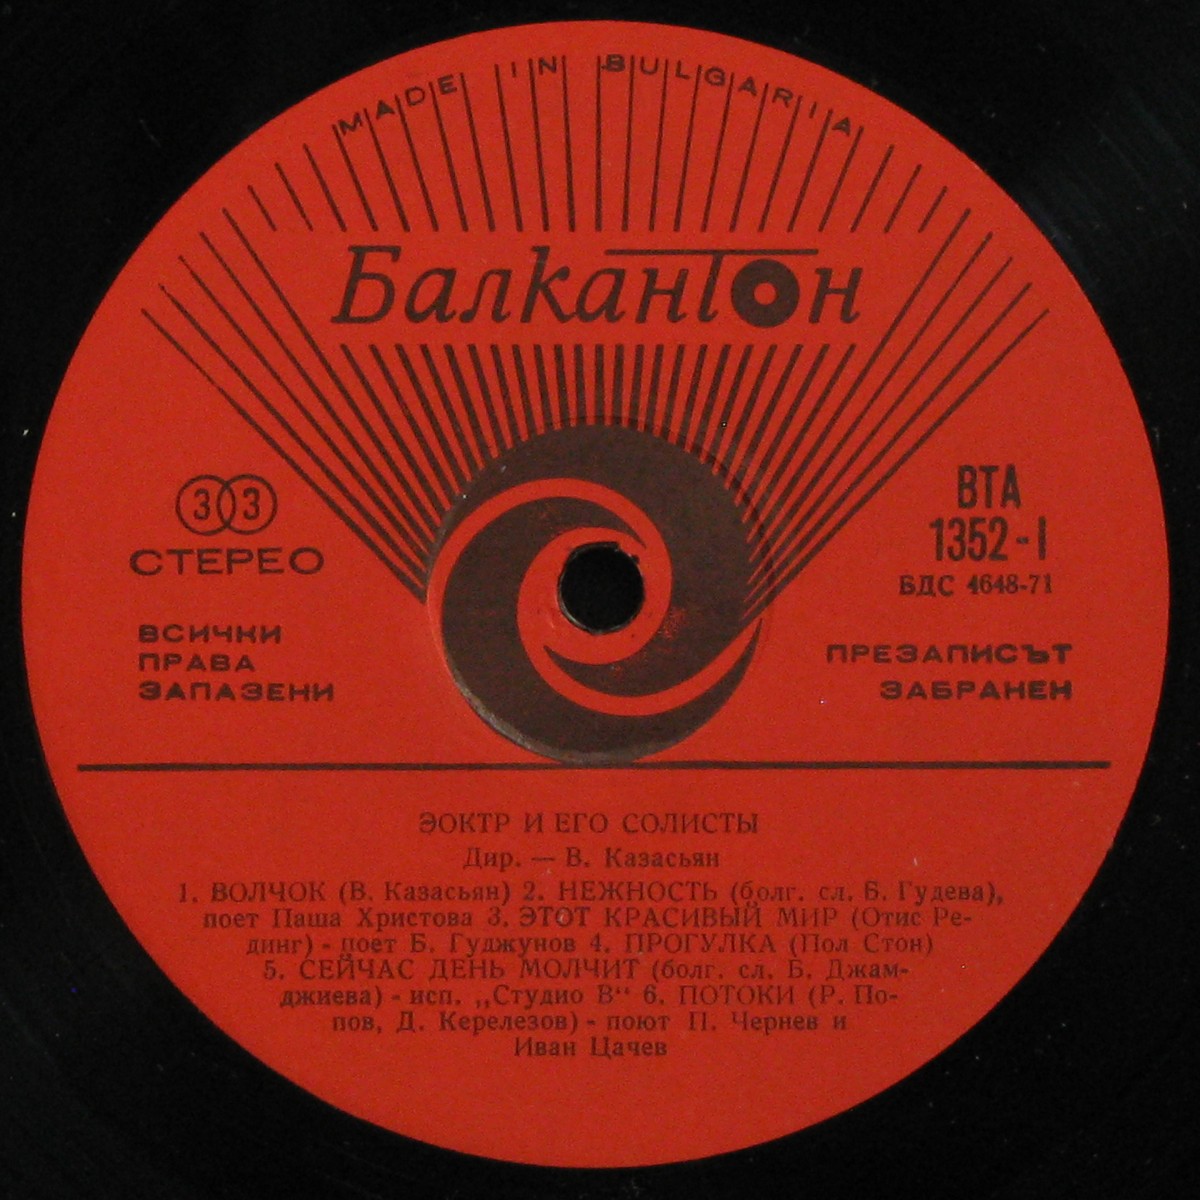 MADE IN BULGARIA
Балкантон
33
СТЕРЕО
ВСИЧКИ
ПРАВА
ЗАПАЗЕНИ
ВТА
1352-I
БДС 4648-71
ПРЕЗАПИСЪТ
ЗАБРАНЕН
ЭОКТР И ЕГО СОЛИСТЫ
Дир. — В. Казасьян
1. ВОЛЧОК (В. Казасьян) 2. НЕЖНОСТЬ (болг. сл. Б. Гудева),
поет Паша Христова 3. ЭТОТ КРАСИВЫЙ МИР (Отис Ре-
динг) - поет Б. Гуджунов 4. ПРОГУЛКА (Пол Стон)
5. СЕЙЧАС ДЕНЬ МОЛЧИТ (болг. сл. Б. Джам-
джиева) - исп. „Студио В“ 6. ПОТОКИ (Р. По-
пов, Д. Керелезов) - поют П. Чернев и
Иван Цачев